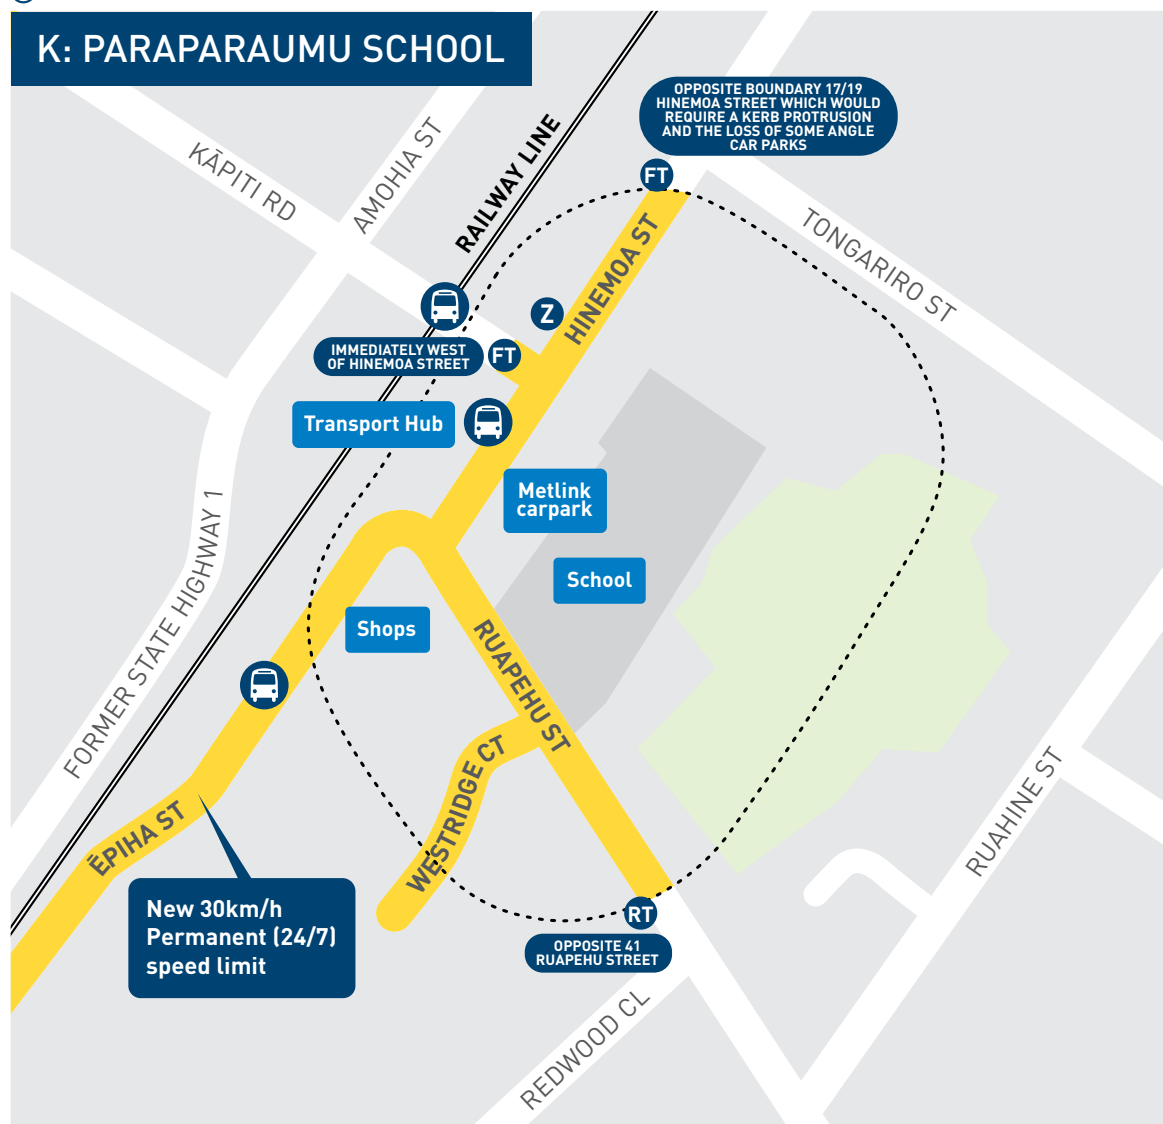 K: PARAPARAUMU SCHOOL
OPPOSITE BOUNDARY 17/19
HINEMOA STREET WHICH WOULD
REQUIRE A KERB PROTRUSION
AND THE LOSS OF SOME ANGLE
CAR PARKS
FT
KĀPITI RD
AMOHIA ST
RAILWAY LINE
HINEMOA ST
TONGARIRO ST
Z
IMMEDIATELY WEST
OF HINEMOA STREET
FT
Transport Hub
Metlink
carpark
School
Shops
FORMER STATE HIGHWAY 1
RUAPEHU ST
WESTRIDGE CT
ĒPIHA ST
RUAHINE ST
New 30km/h
Permanent (24/7)
speed limit
RT
OPPOSITE 41
RUAPEHU STREET
REDWOOD CL